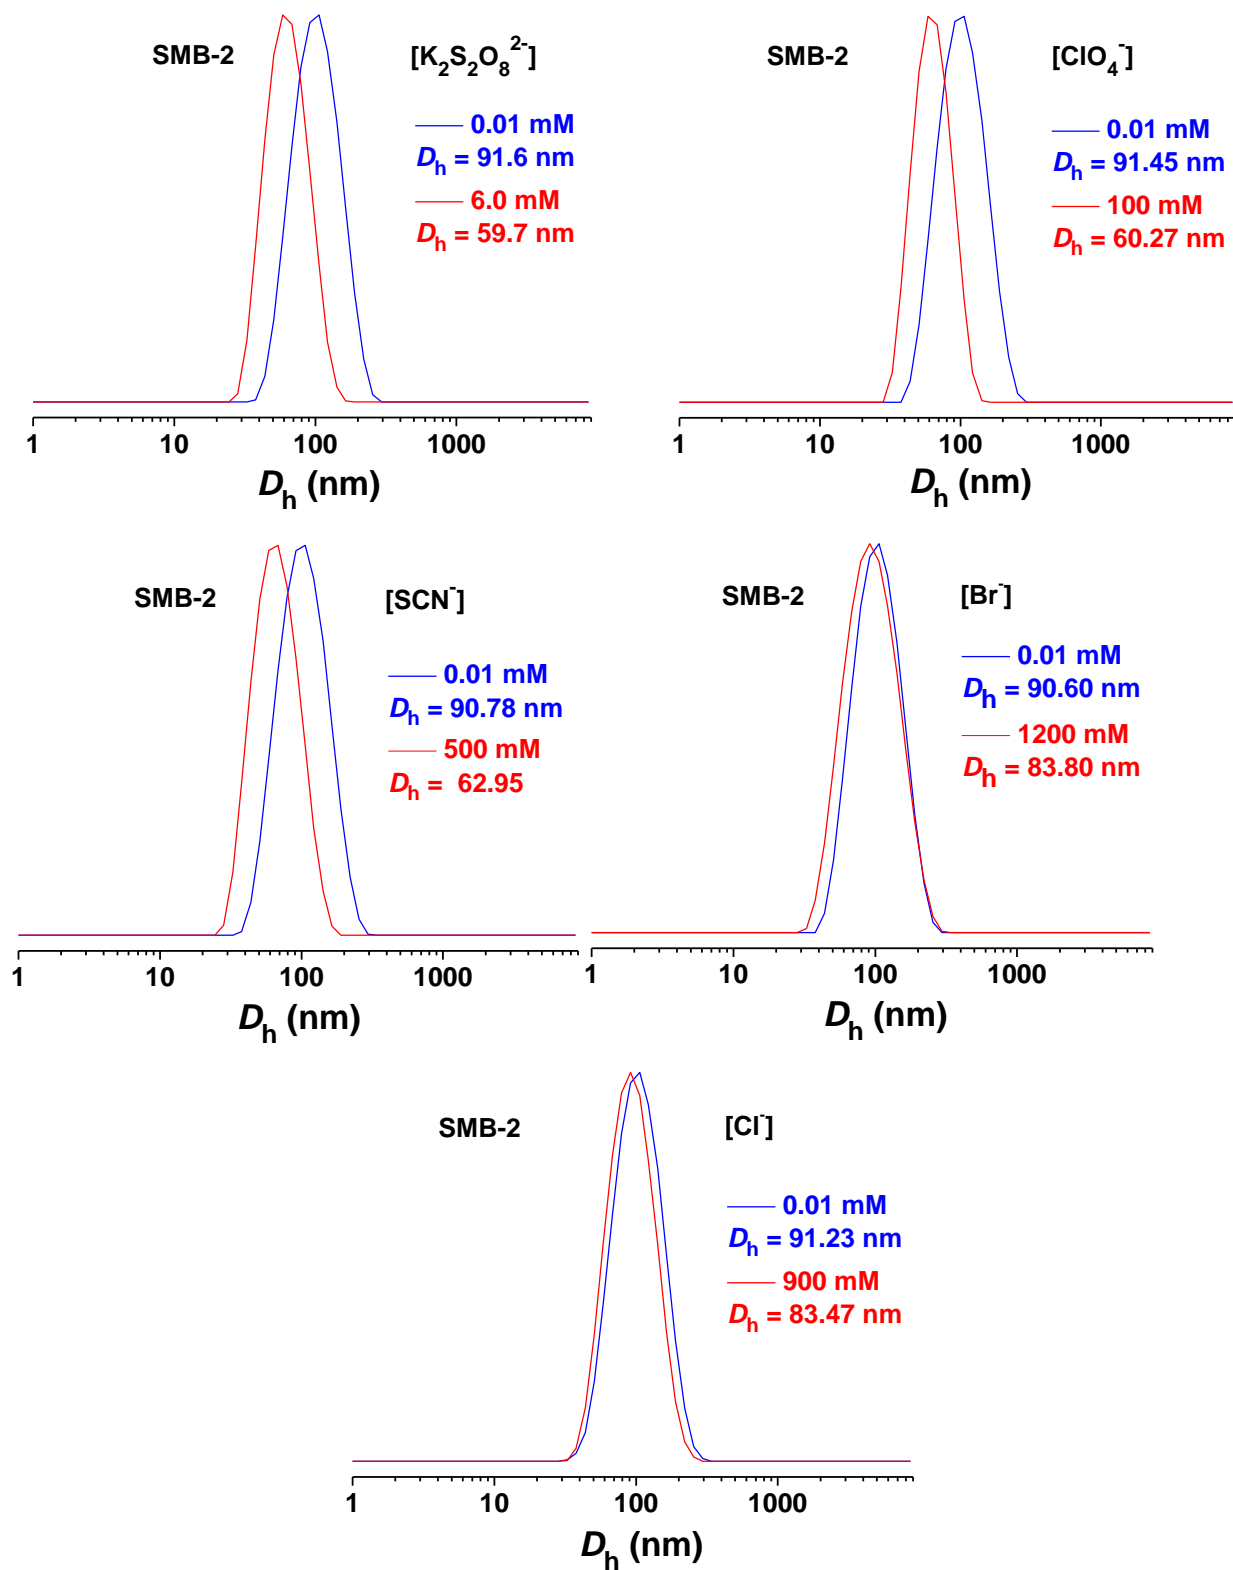 SMB-2
[K₂S₂O₈²⁻]
0.01 mM
Dh = 91.6 nm
6.0 mM
Dh = 59.7 nm
1 10 100 1000
Dh (nm)
SMB-2
[ClO₄⁻]
0.01 mM
Dh = 91.45 nm
100 mM
Dh = 60.27 nm
1 10 100 1000
Dh (nm)
SMB-2
[SCN⁻]
0.01 mM
Dh = 90.78 nm
500 mM
Dh = 62.95
1 10 100 1000
Dh (nm)
SMB-2
[Br⁻]
0.01 mM
Dh = 90.60 nm
1200 mM
Dh = 83.80 nm
1 10 100 1000
Dh (nm)
SMB-2
[Cl⁻]
0.01 mM
Dh = 91.23 nm
900 mM
Dh = 83.47 nm
1 10 100 1000
Dh (nm)